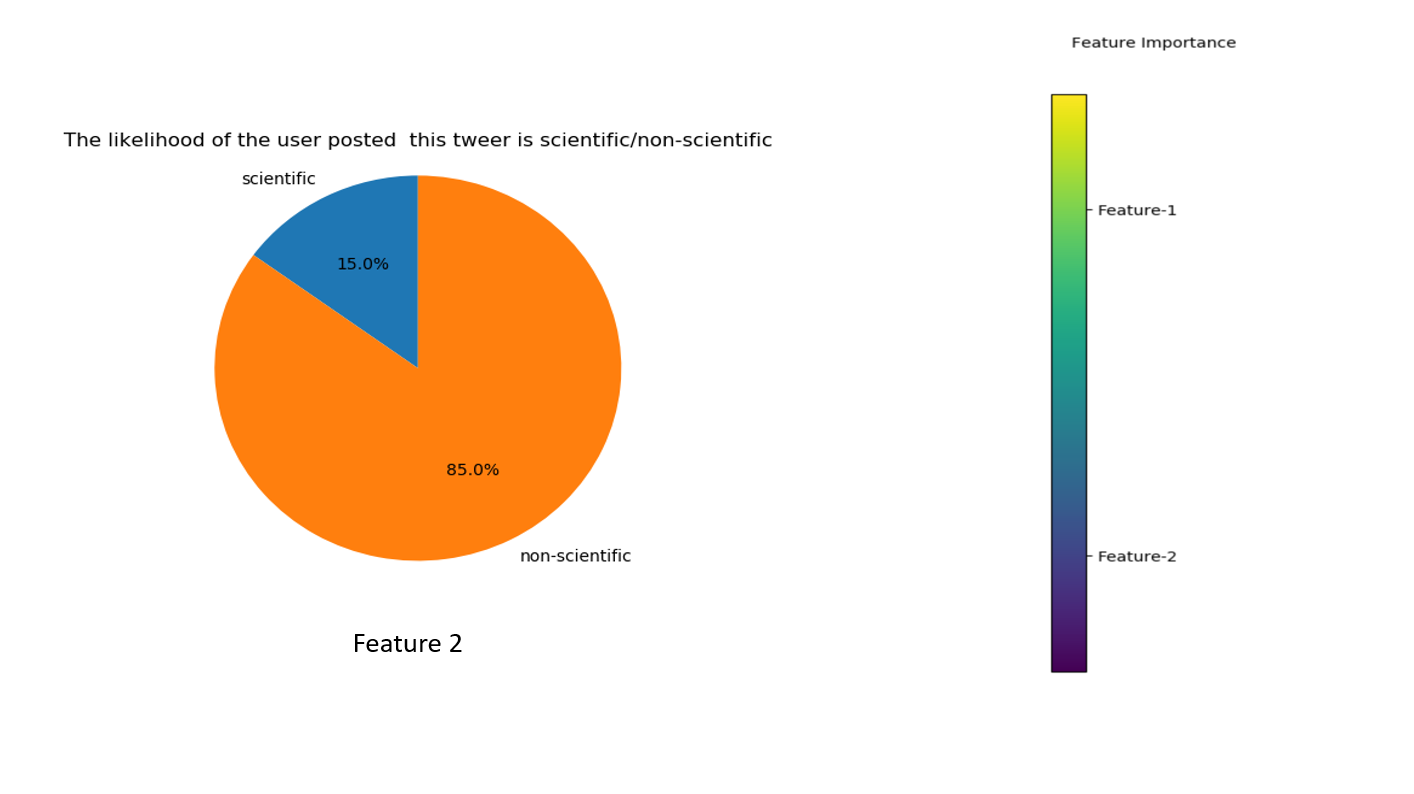 Feature Importance
The likelihood of the user posted  this tweer is scientific/non-scientific
scientific
15.0%
85.0%
non-scientific
Feature 2
Feature-1
Feature-2